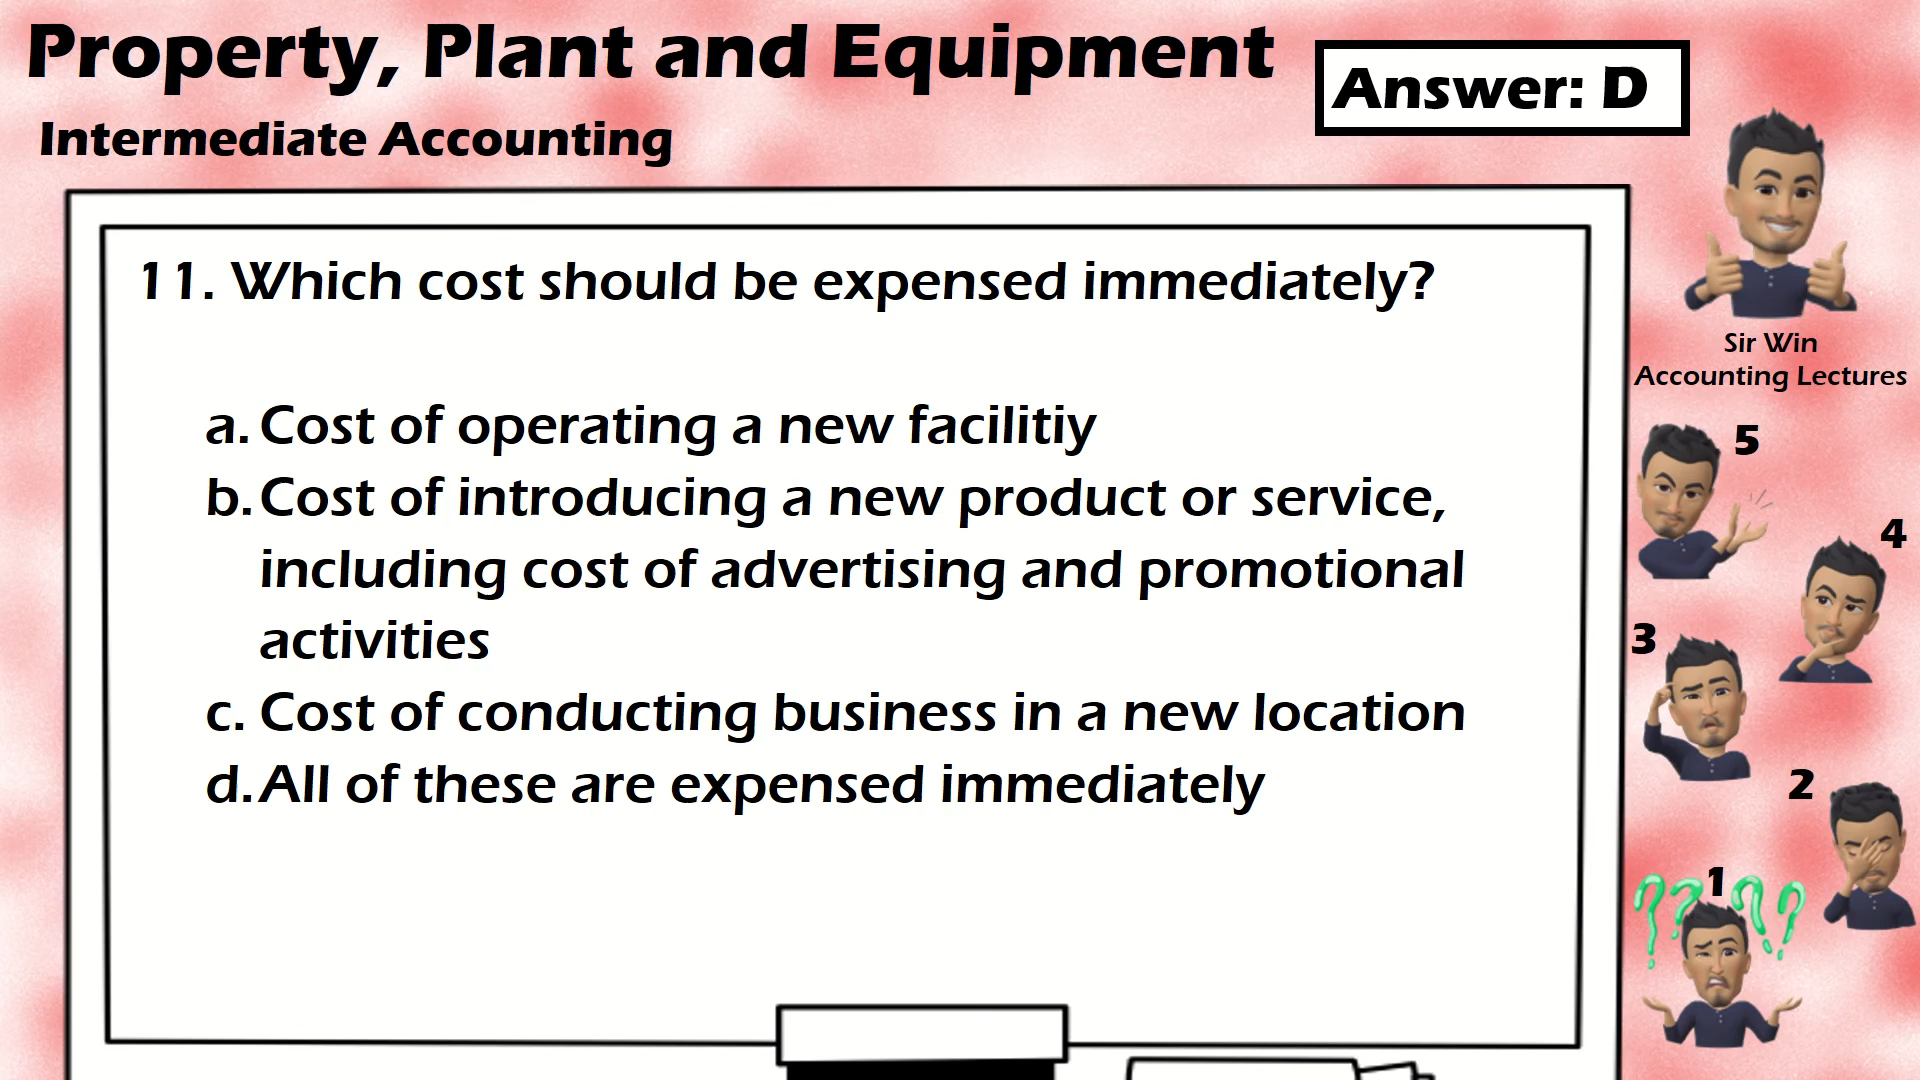 Property, Plant and Equipment
Answer: D
Intermediate Accounting
11. Which cost should be expensed immediately?
a. Cost of operating a new facilitiy
b. Cost of introducing a new product or service,
including cost of advertising and promotional
activities
c. Cost of conducting business in a new location
d. All of these are expensed immediately
Sir Win
Accounting Lectures
5
4
3
2
1
????